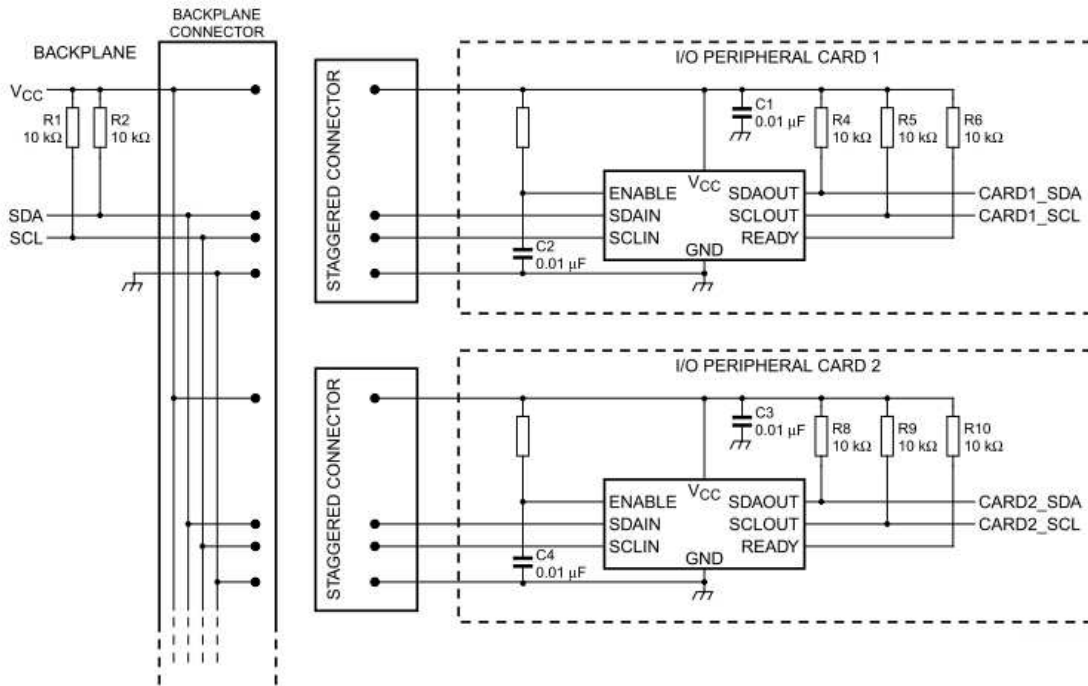 BACKPLANE
CONNECTOR
BACKPLANE
VCC
R1
10 kΩ
R2
10 kΩ
SDA
SCL
STAGGERED CONNECTOR
I/O PERIPHERAL CARD 1
C1
0.01 µF
R4
10 kΩ
R5
10 kΩ
R6
10 kΩ
VCC
ENABLE
SDAIN
SCLIN
SDAOUT
SCLOUT
READY
GND
C2
0.01 µF
CARD1_SDA
CARD1_SCL
STAGGERED CONNECTOR
I/O PERIPHERAL CARD 2
C3
0.01 µF
R8
10 kΩ
R9
10 kΩ
R10
10 kΩ
VCC
ENABLE
SDAIN
SCLIN
SDAOUT
SCLOUT
READY
GND
C4
0.01 µF
CARD2_SDA
CARD2_SCL